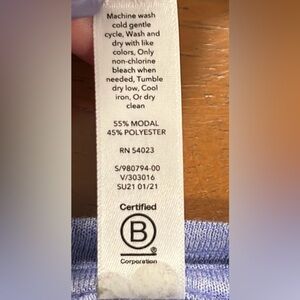 Machine wash
cold gentle
cycle, Wash and
dry with like
colors, Only
non-chlorine
bleach when
needed, Tumble
dry low, Cool
iron, Or dry
clean
55% MODAL
45% POLYESTER
RN 54023
S/980794-00
V/303016
SU21 01/21
Certified
B
®
Corporation